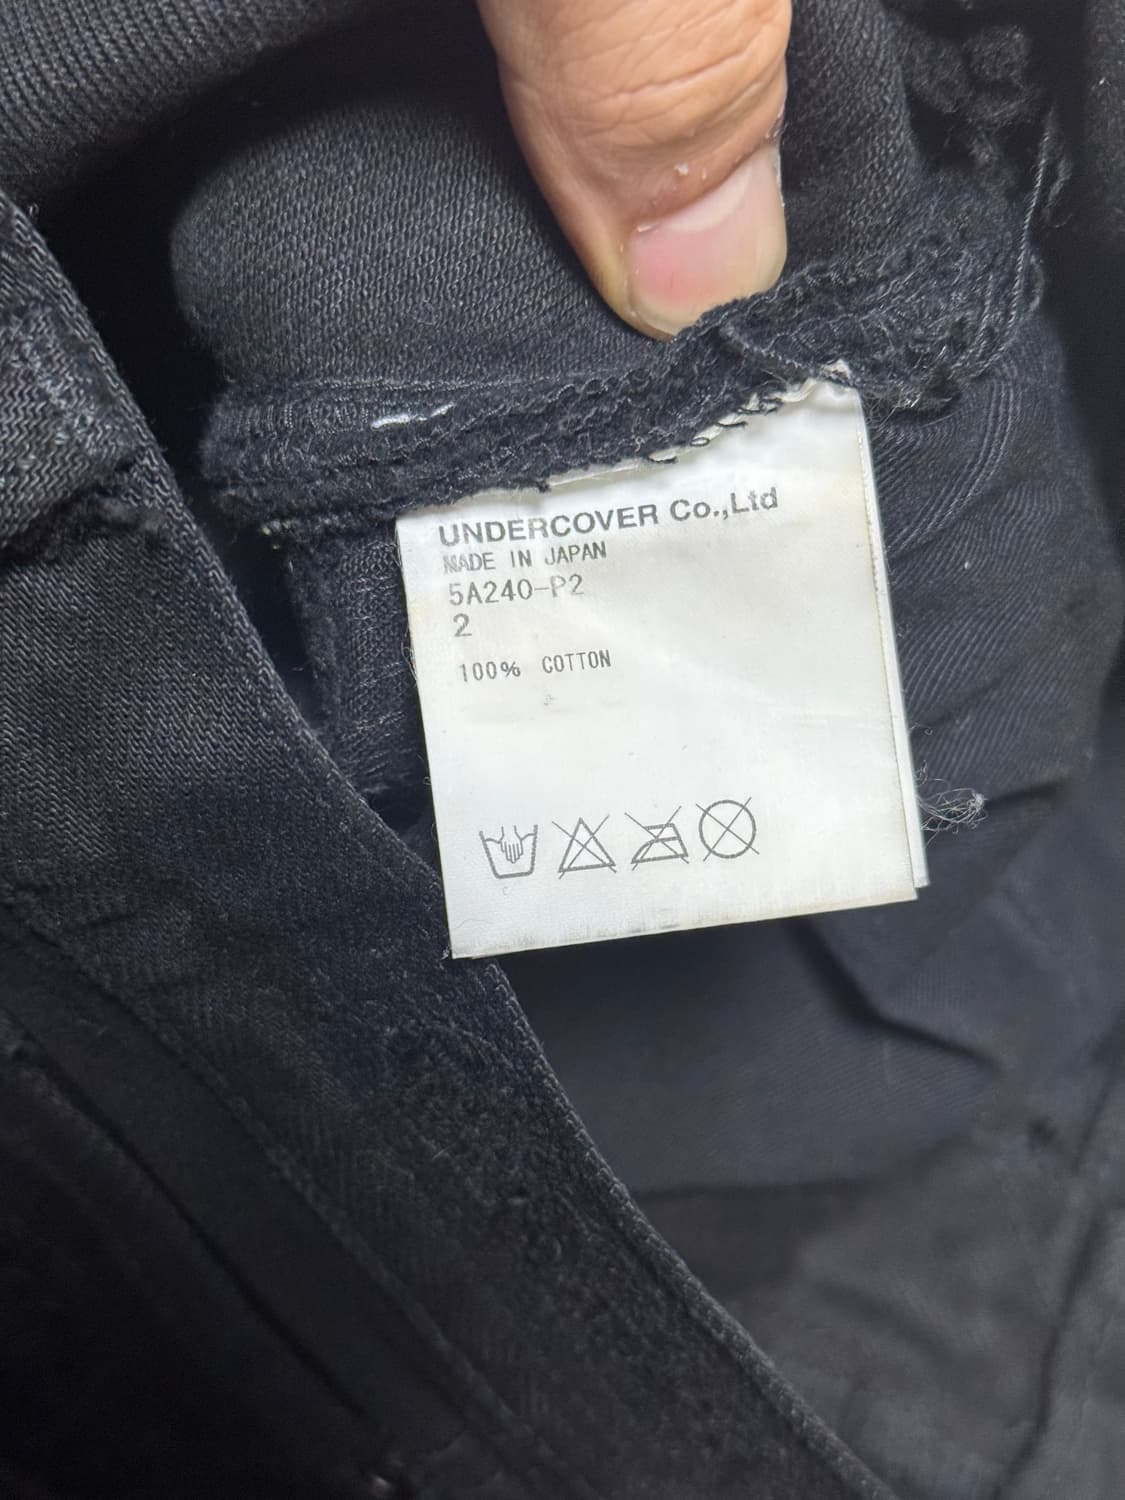 UNDERCOVER Co.,Ltd
MADE IN JAPAN
5A240-P2
2
100% COTTON